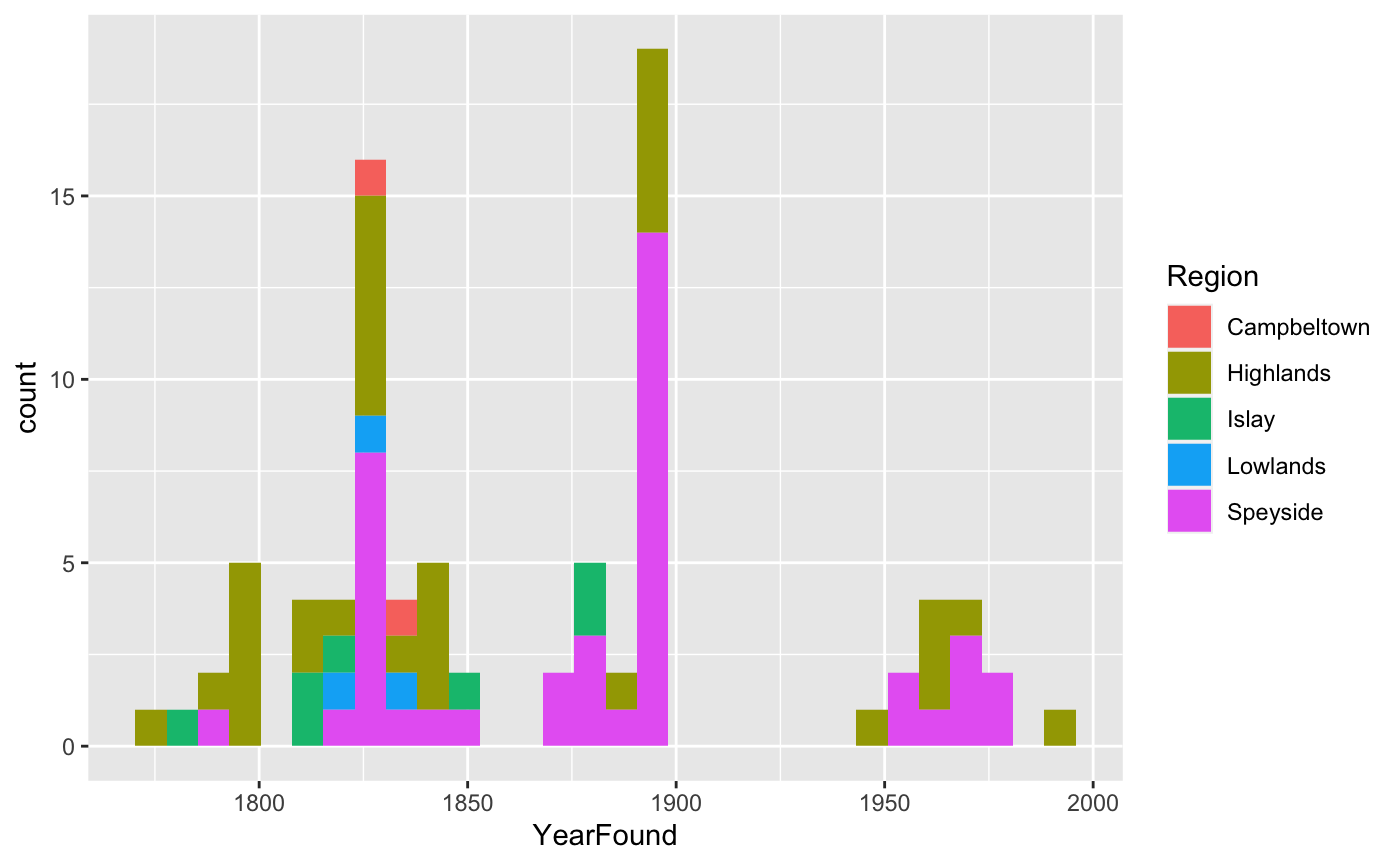 15
10
5
0
count
1800 1850 1900 1950 2000
YearFound
Region
Campbeltown
Highlands
Islay
Lowlands
Speyside